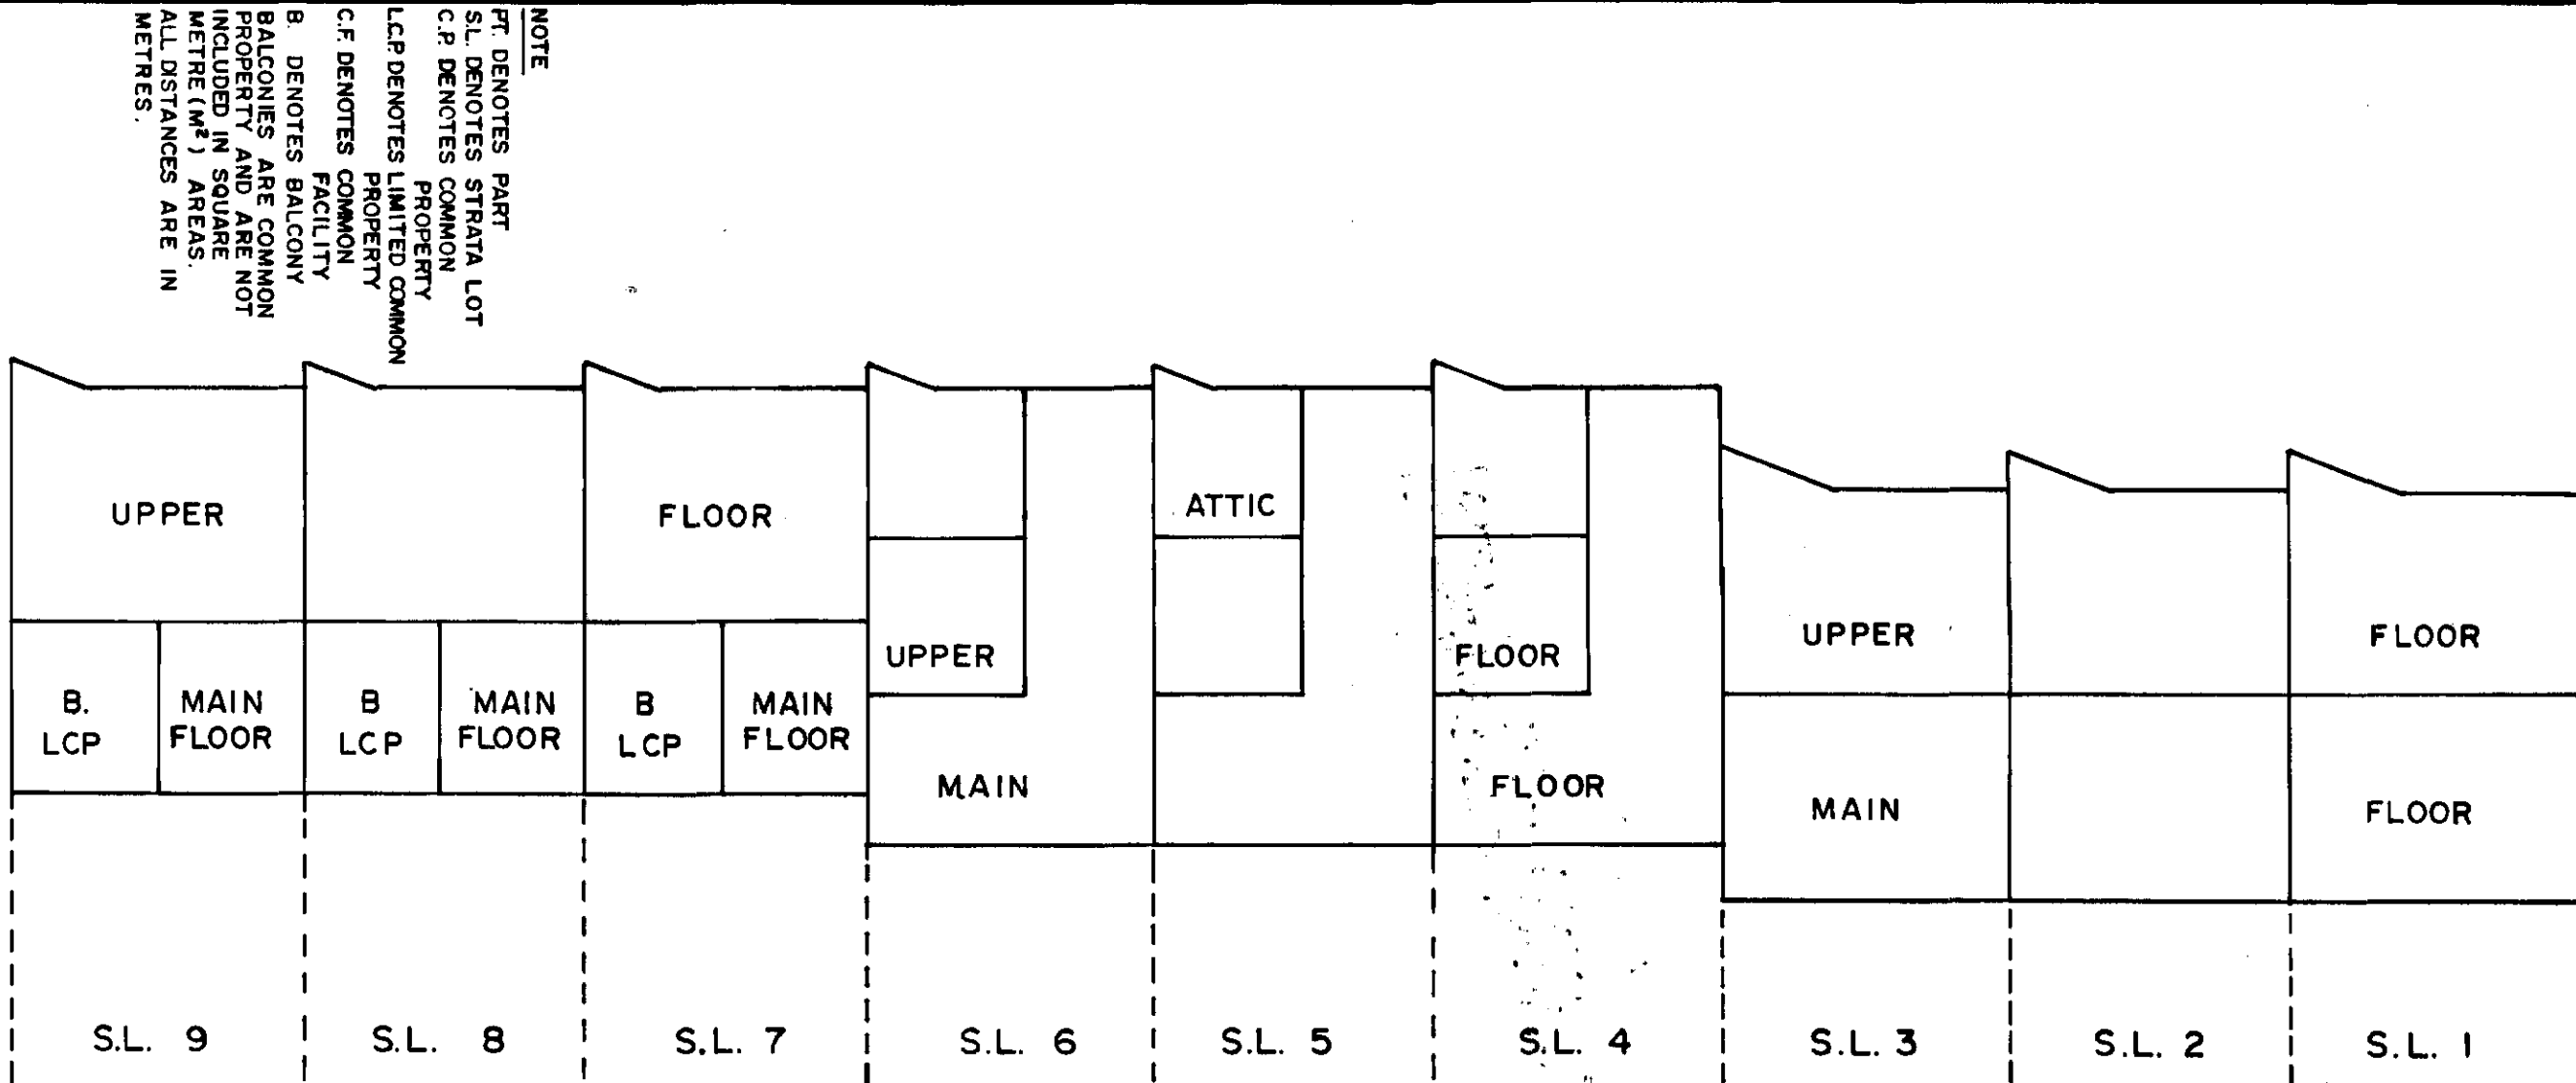 NOTE
PT. DENOTES PART
S.L. DENOTES STRATA LOT
C.P. DENOTES COMMON
PROPERTY
L.C.P. DENOTES LIMITED COMMON
PROPERTY
C.F. DENOTES COMMON
FACILITY
B. DENOTES BALCONY
BALCONIES ARE COMMON
PROPERTY AND ARE NOT
INCLUDED IN SQUARE
METRE (M²) AREAS.
ALL DISTANCES ARE IN
METRES.
UPPER FLOOR
ATTIC
UPPER FLOOR
UPPER FLOOR
B.
LCP
MAIN
FLOOR
B
LCP
MAIN
FLOOR
B
LCP
MAIN
FLOOR
MAIN FLOOR
MAIN FLOOR
S.L. 9
S.L. 8
S.L. 7
S.L. 6
S.L. 5
S.L. 4
S.L. 3
S.L. 2
S.L. 1